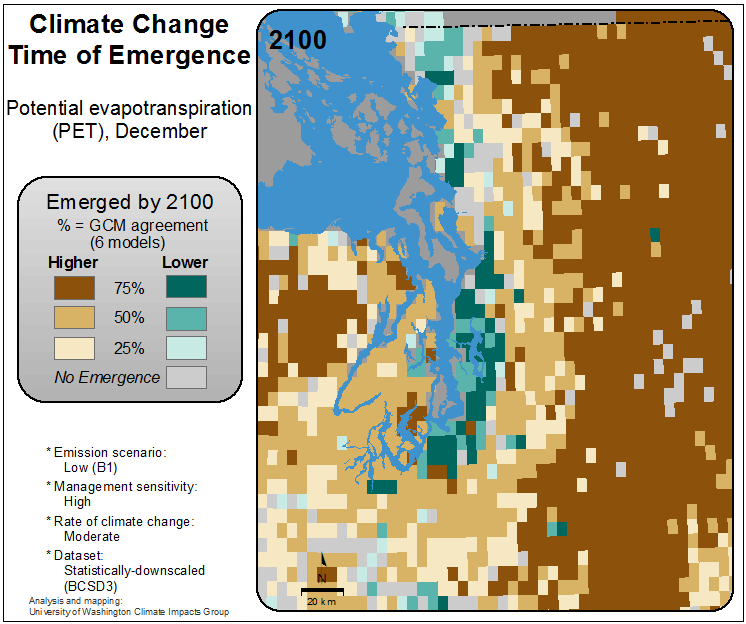 Climate Change
Time of Emergence
Potential evapotranspiration
(PET), December
Emerged by 2100
% = GCM agreement
(6 models)
Higher Lower
75%
50%
25%
No Emergence
* Emission scenario:
Low (B1)
* Management sensitivity:
High
* Rate of climate change:
Moderate
* Dataset:
Statistically-downscaled
(BCSD3)
Analysis and mapping:
University of Washington Climate Impacts Group
2100
N
20 km